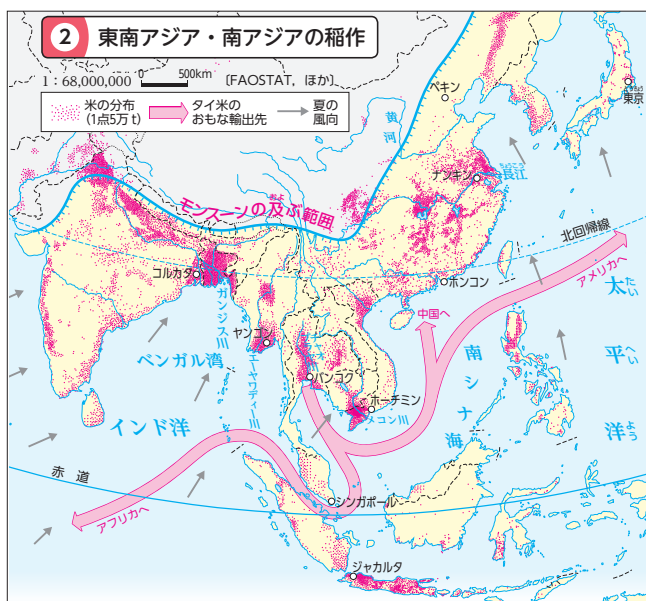 2 東南アジア・南アジアの稲作
1：68,000,000 0 500km 〔FAOSTAT，ほか〕
米の分布
(1点5万t)
タイ米の
おもな輸出先
夏の
風向
ペキン
東京
黄河
ナンキン
長江
モンスーンの及ぶ範囲
北回帰線
コルカタ
ホンコン
アメリカへ
ガンジス川
中国へ
太たい
平へい
洋よう
ヤンゴン
ベンガル湾
エーヤワディー川
バンコク
南シナ海
ホーチミン
メコン川
インド洋
赤道
シンガポール
アフリカへ
ジャカルタ